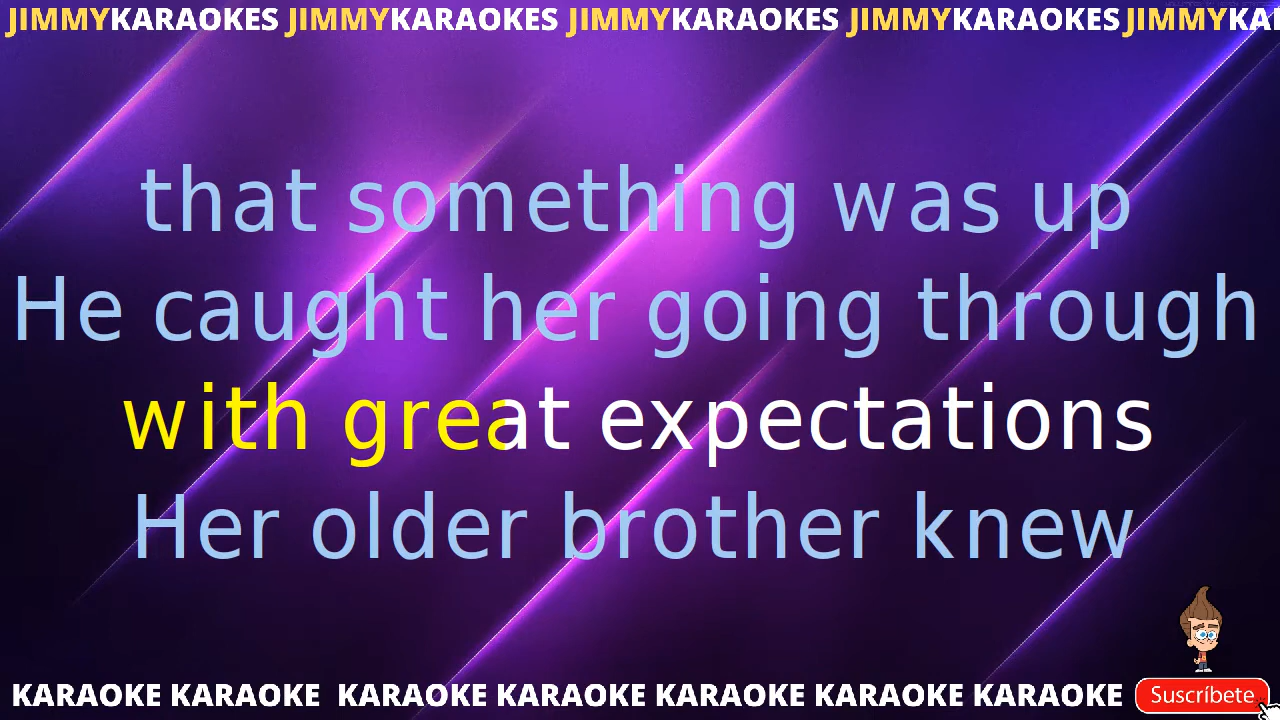 JIMMYKARAOKES JIMMYKARAOKES JIMMYKARAOKES JIMMYKARAOKES JIMMYKA
that something was up
He caught her going through
with great expectations
Her older brother knew
KARAOKE KARAOKE KARAOKE KARAOKE KARAOKE KARAOKE KARAOKE
Suscríbete